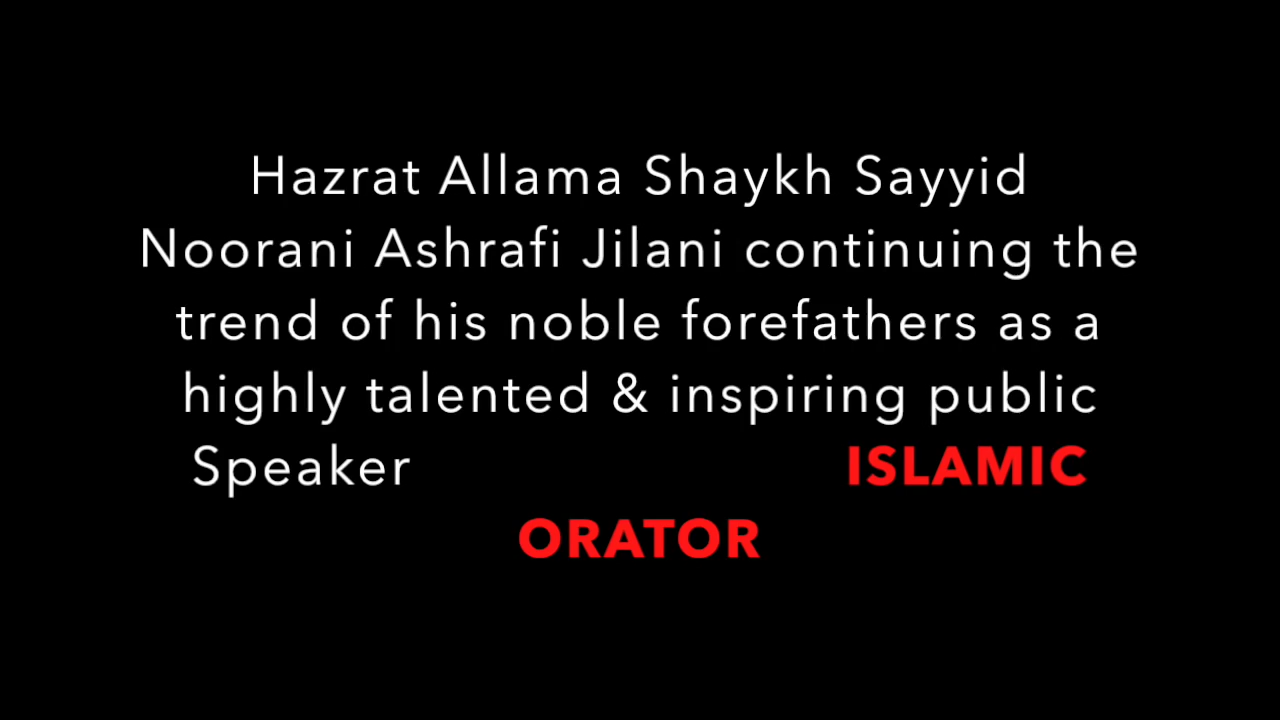 Hazrat Allama Shaykh Sayyid
Noorani Ashrafi Jilani continuing the
trend of his noble forefathers as a
highly talented & inspiring public
Speaker ISLAMIC
ORATOR